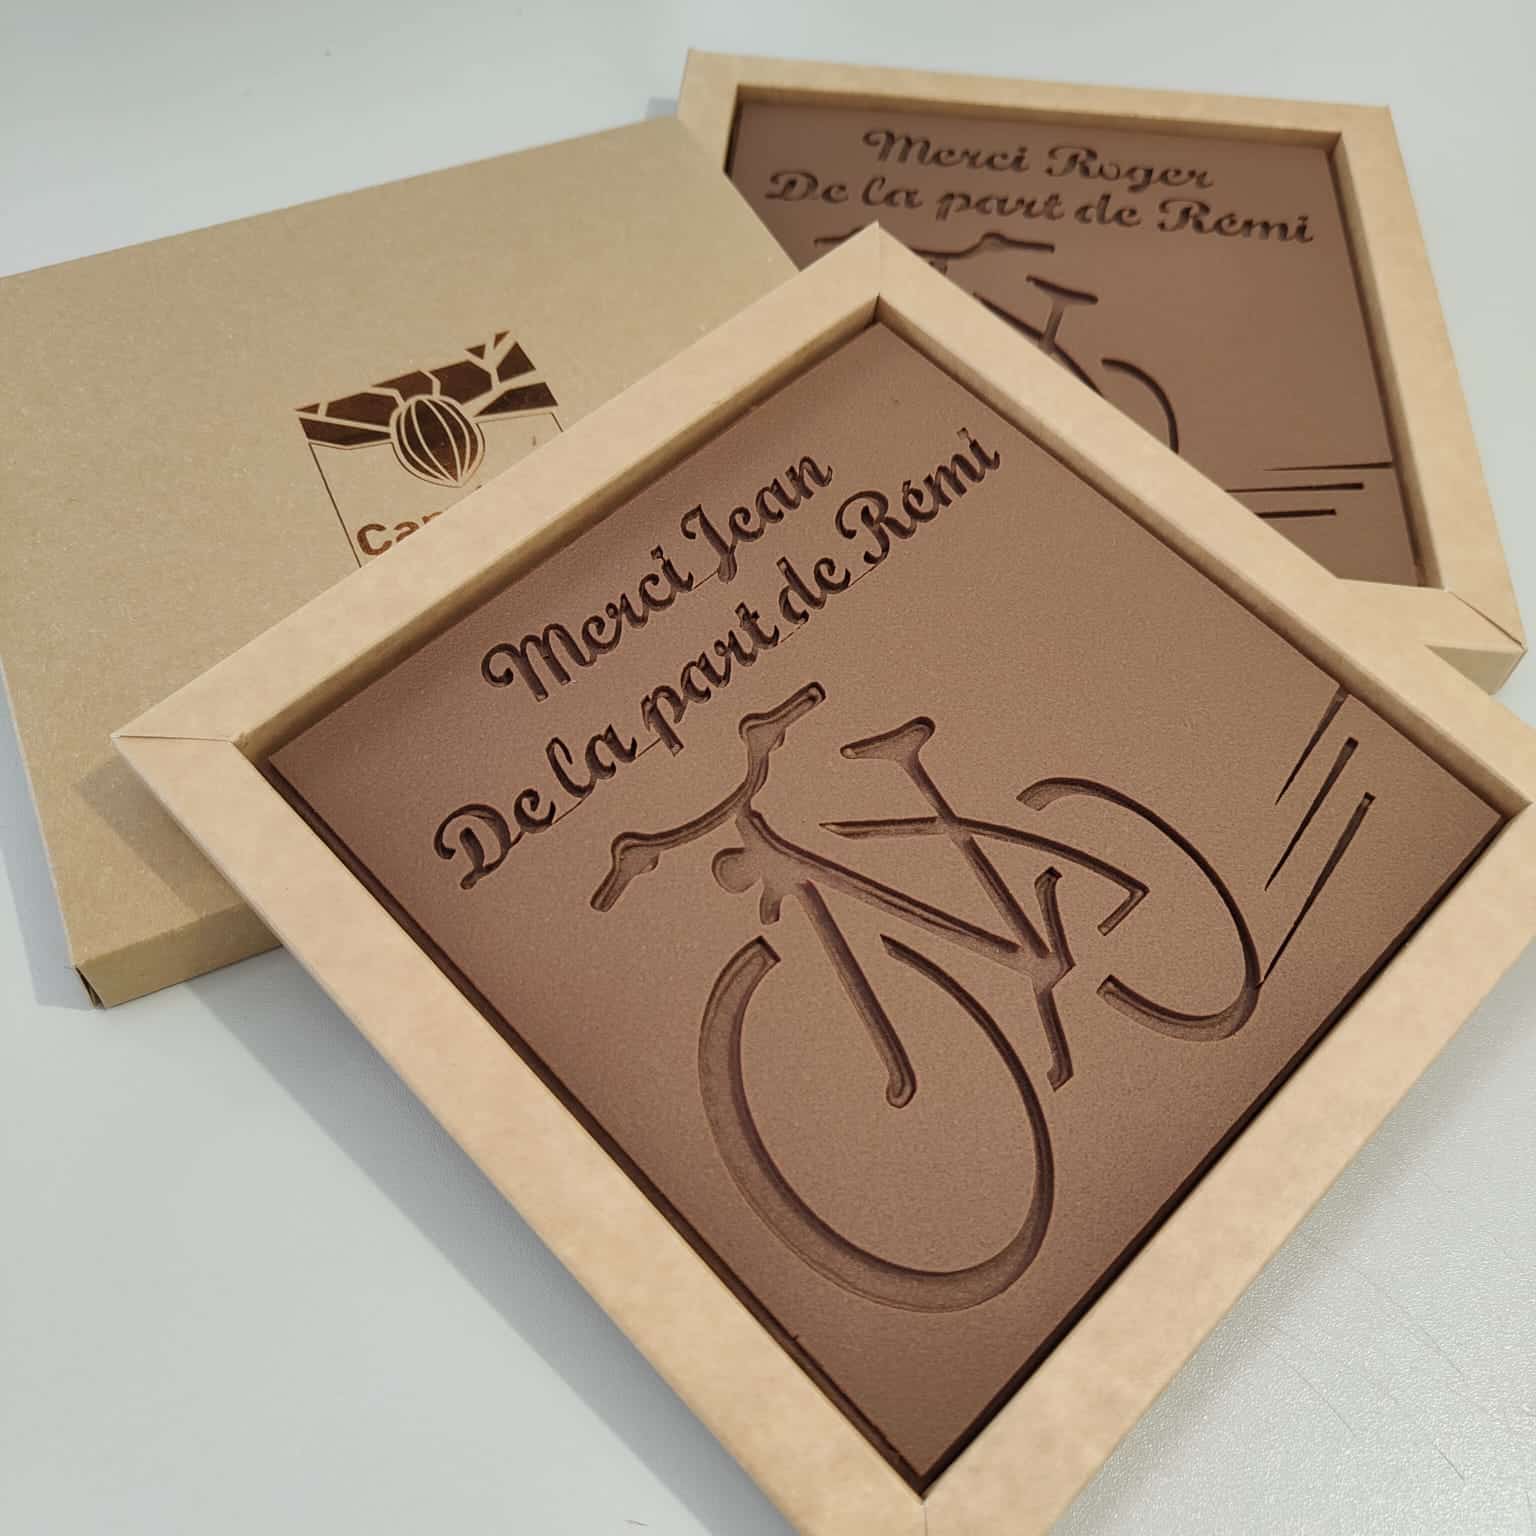 Merci Roger
De la part de Rémi
Merci Jean
De la part de Rémi